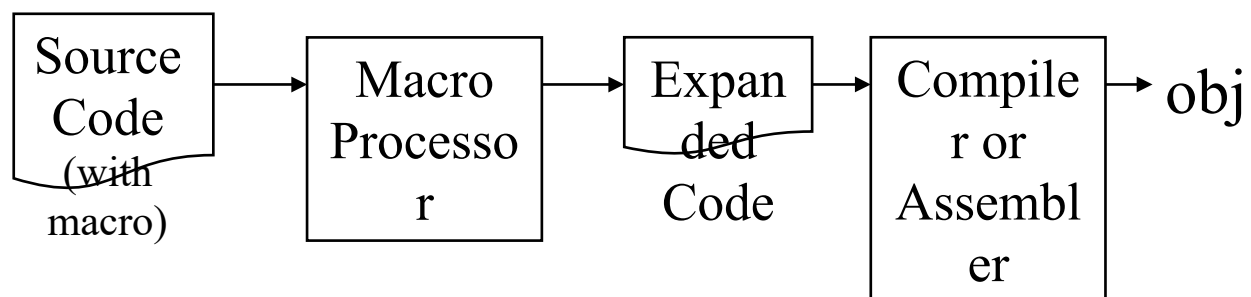 Source
Code
(with
macro)
Macro
Processo
r
Expan
ded
Code
Compile
r or
Assembl
er
obj